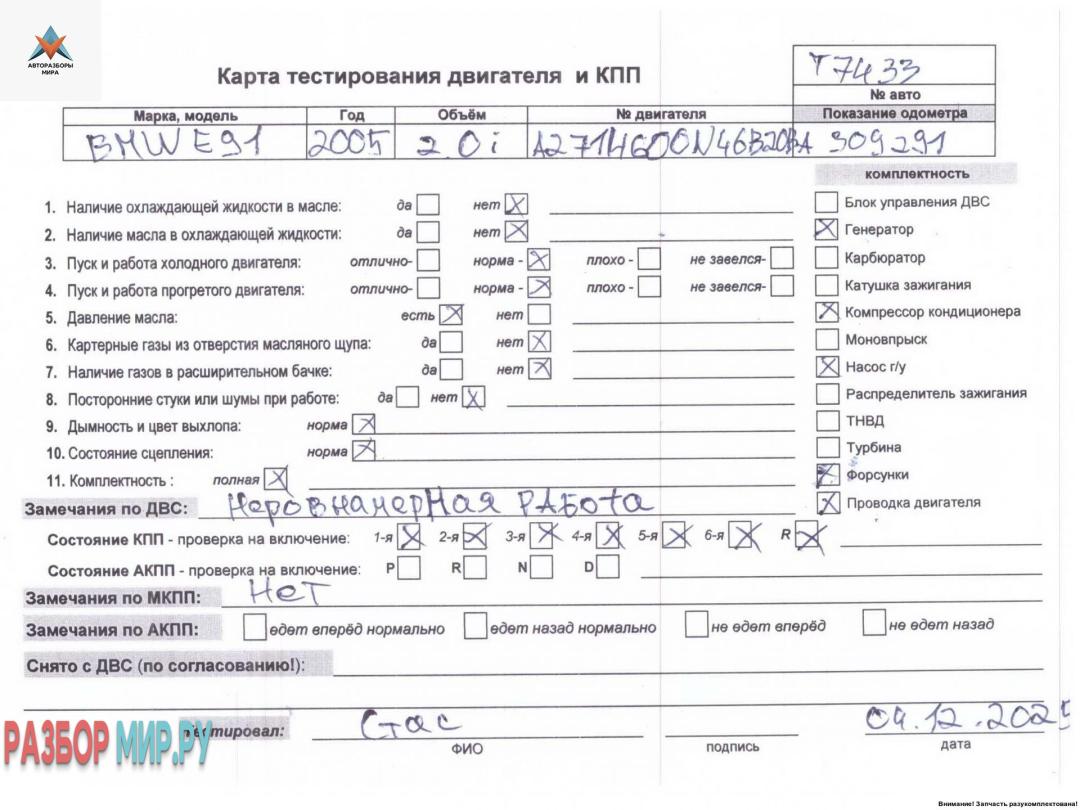 АВТОРАЗБОРЫ
МИРА
Карта тестирования двигателя и КПП
T7433
№ авто
Марка, модель Год Объём № двигателя Показание одометра
BMW E91 2005 2.0i A2714600N46B20BA 309291
комплектность
1. Наличие охлаждающей жидкости в масле: да нет Блок управления ДВС
2. Наличие масла в охлаждающей жидкости: да нет Генератор
3. Пуск и работа холодного двигателя: отлично- норма - плохо - не завелся- Карбюратор
4. Пуск и работа прогретого двигателя: отлично- норма - плохо - не завелся- Катушка зажигания
5. Давление масла: есть нет Компрессор кондиционера
6. Картерные газы из отверстия масляного щупа: да нет Моновпрыск
7. Наличие газов в расширительном бачке: да нет Насос г/у
8. Посторонние стуки или шумы при работе: да нет Распределитель зажигания
9. Дымность и цвет выхлопа: норма ТНВД
10. Состояние сцепления: норма Турбина
11. Комплектность : полная Форсунки
Замечания по ДВС: Неровнамерная работа Проводка двигателя
Состояние КПП - проверка на включение: 1-я 2-я 3-я 4-я 5-я 6-я R
Состояние АКПП - проверка на включение: P R N D
Замечания по МКПП: Нет
Замечания по АКПП: едет вперёд нормально едет назад нормально не едет вперёд не едет назад
Снято с ДВС (по согласованию!):
тестировал: Стас 04.12.2025
ФИО подпись дата
РАЗБОР МИР.РУ
Внимание! Запчасть разукомплектована!